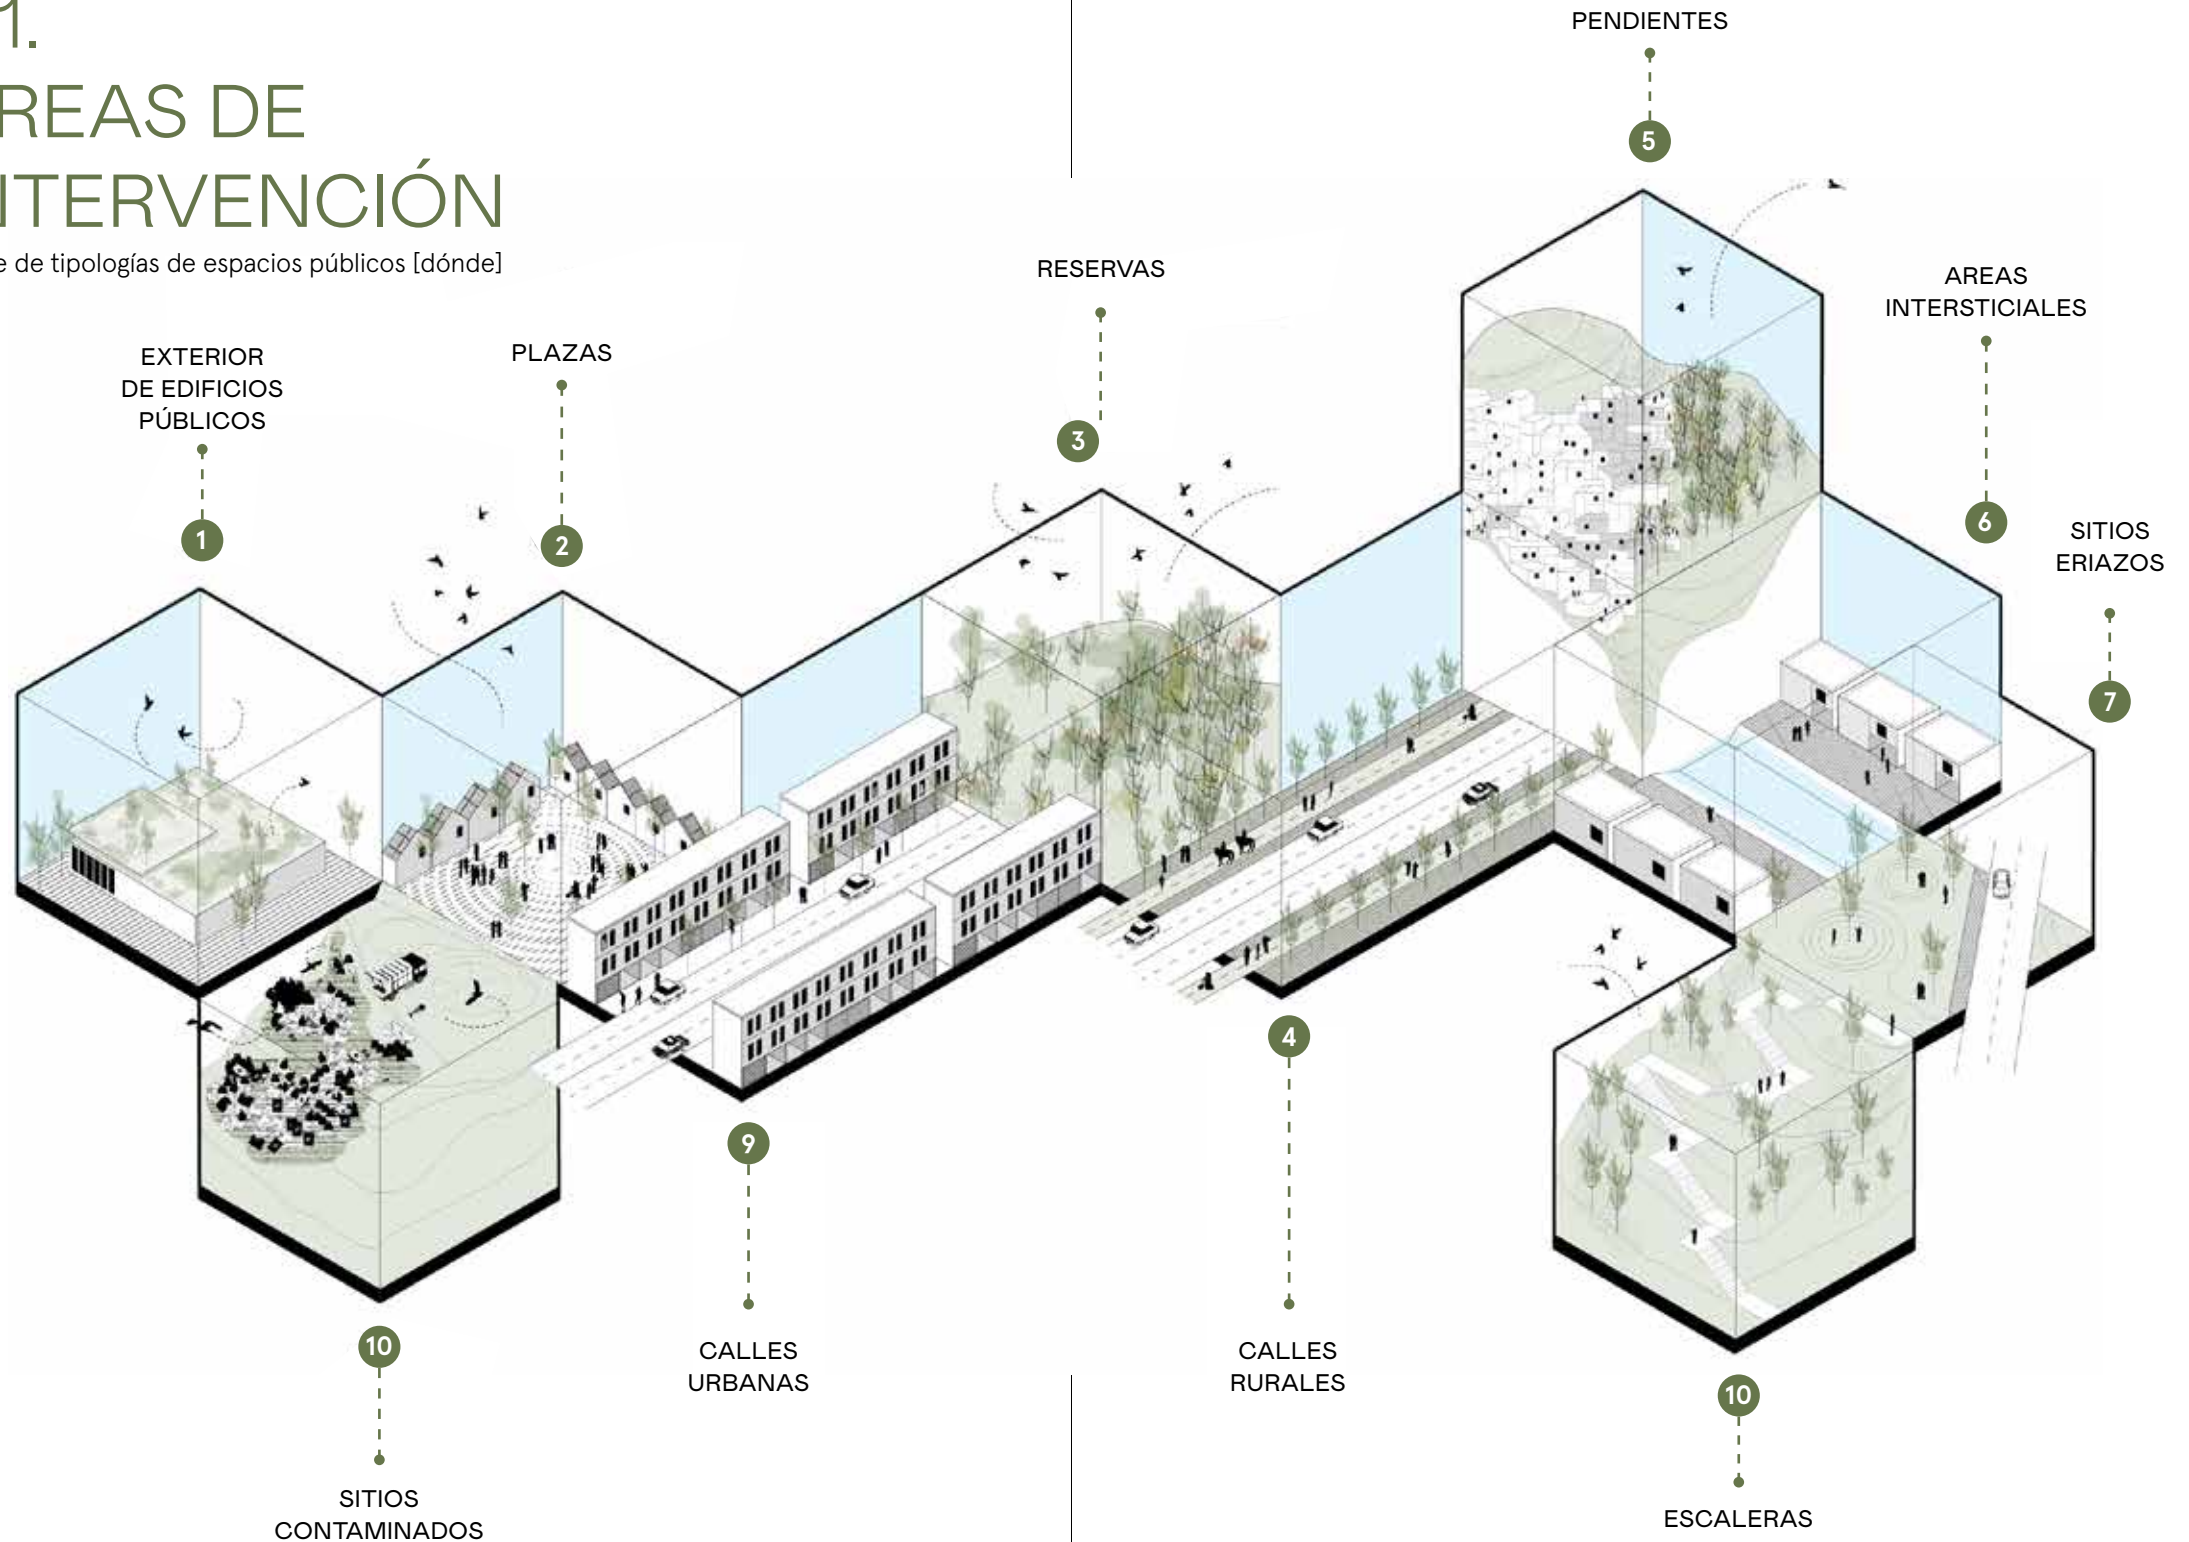 1.
REAS DE
NTERVENCIÓN
e de tipologías de espacios públicos [dónde]
EXTERIOR
DE EDIFICIOS
PÚBLICOS
1
PLAZAS
2
RESERVAS
3
PENDIENTES
5
AREAS
INTERSTICIALES
6
SITIOS
ERIAZOS
7
4
CALLES
RURALES
9
CALLES
URBANAS
10
SITIOS
CONTAMINADOS
10
ESCALERAS